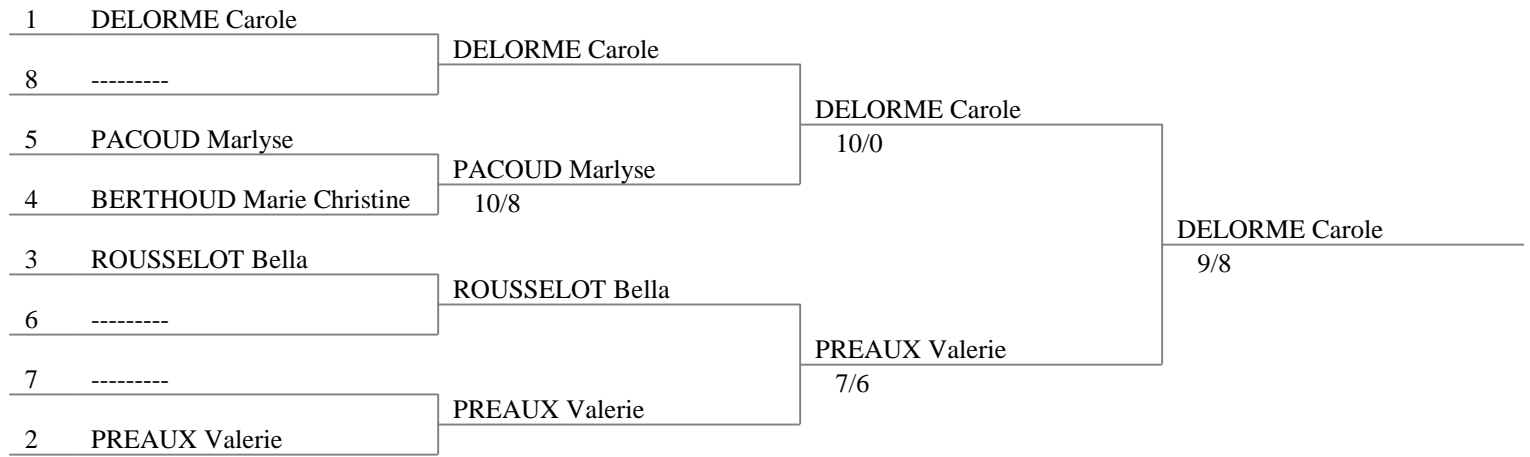 1 DELORME Carole
DELORME Carole
8 ---------
DELORME Carole
5 PACOUD Marlyse
10/0
PACOUD Marlyse
4 BERTHOUD Marie Christine
10/8
DELORME Carole
3 ROUSSELOT Bella
9/8
ROUSSELOT Bella
6 ---------
PREAUX Valerie
7 ---------
7/6
PREAUX Valerie
2 PREAUX Valerie